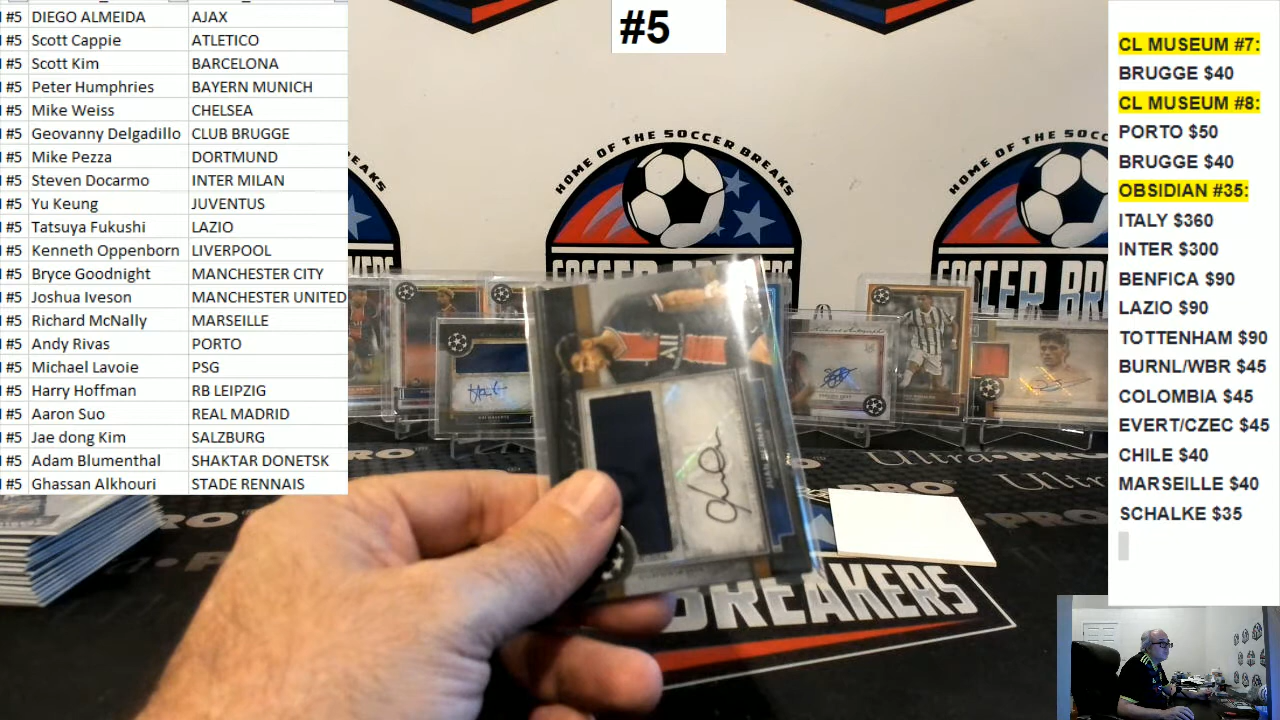 #5 DIEGO ALMEIDA AJAX
#5 Scott Cappie ATLETICO
#5 Scott Kim BARCELONA
#5 Peter Humphries BAYERN MUNICH
#5 Mike Weiss CHELSEA
#5 Geovanny Delgadillo CLUB BRUGGE
#5 Mike Pezza DORTMUND
#5 Steven Docarmo INTER MILAN
#5 Yu Keung JUVENTUS
#5 Tatsuya Fukushi LAZIO
#5 Kenneth Oppenborn LIVERPOOL
#5 Bryce Goodnight MANCHESTER CITY
#5 Joshua Iveson MANCHESTER UNITED
#5 Richard McNally MARSEILLE
#5 Andy Rivas PORTO
#5 Michael Lavoie PSG
#5 Harry Hoffman RB LEIPZIG
#5 Aaron Suo REAL MADRID
#5 Jae dong Kim SALZBURG
#5 Adam Blumenthal SHAKTAR DONETSK
#5 Ghassan Alkhouri STADE RENNAIS
#5
CL MUSEUM #7:
BRUGGE $40
CL MUSEUM #8:
PORTO $50
BRUGGE $40
OBSIDIAN #35:
ITALY $360
INTER $300
BENFICA $90
LAZIO $90
TOTTENHAM $90
BURNL/WBR $45
COLOMBIA $45
EVERT/CZEC $45
CHILE $40
MARSEILLE $40
SCHALKE $35
HOME OF THE SOCCER BREAKS
SOCCER
HOME OF THE SOCCER
SOCCER BR
BREAKS
Ultra PRO
BREAKERS